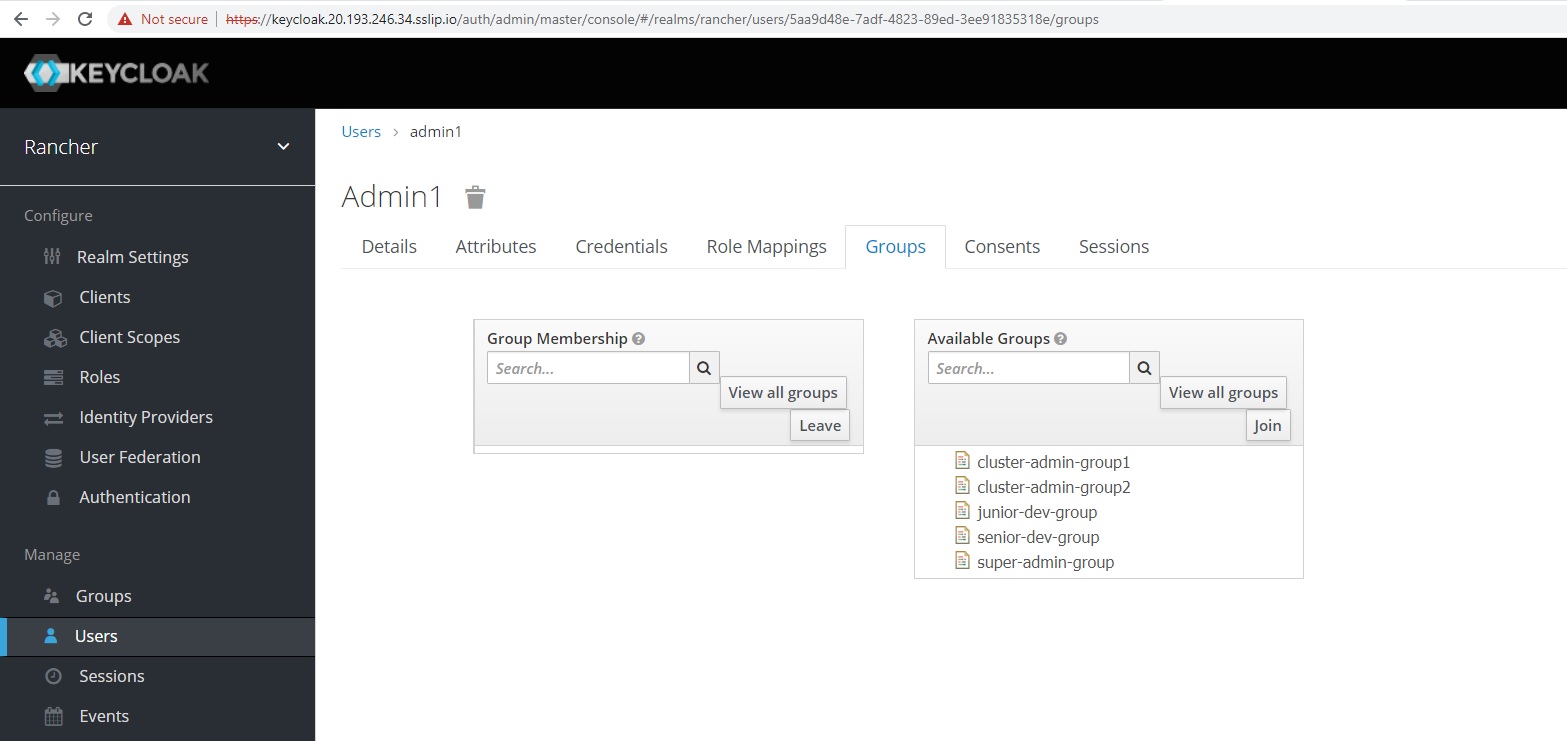 Not secure | https://keycloak.20.193.246.34.sslip.io/auth/admin/master/console/#/realms/rancher/users/5aa9d48e-7adf-4823-89ed-3ee91835318e/groups
KEYCLOAK
Rancher
Configure
Realm Settings
Clients
Client Scopes
Roles
Identity Providers
User Federation
Authentication
Manage
Groups
Users
Sessions
Events
Users > admin1
Admin1
Details Attributes Credentials Role Mappings Groups Consents Sessions
Group Membership ?
Search...
View all groups
Leave
Available Groups ?
Search...
View all groups
Join
cluster-admin-group1
cluster-admin-group2
junior-dev-group
senior-dev-group
super-admin-group